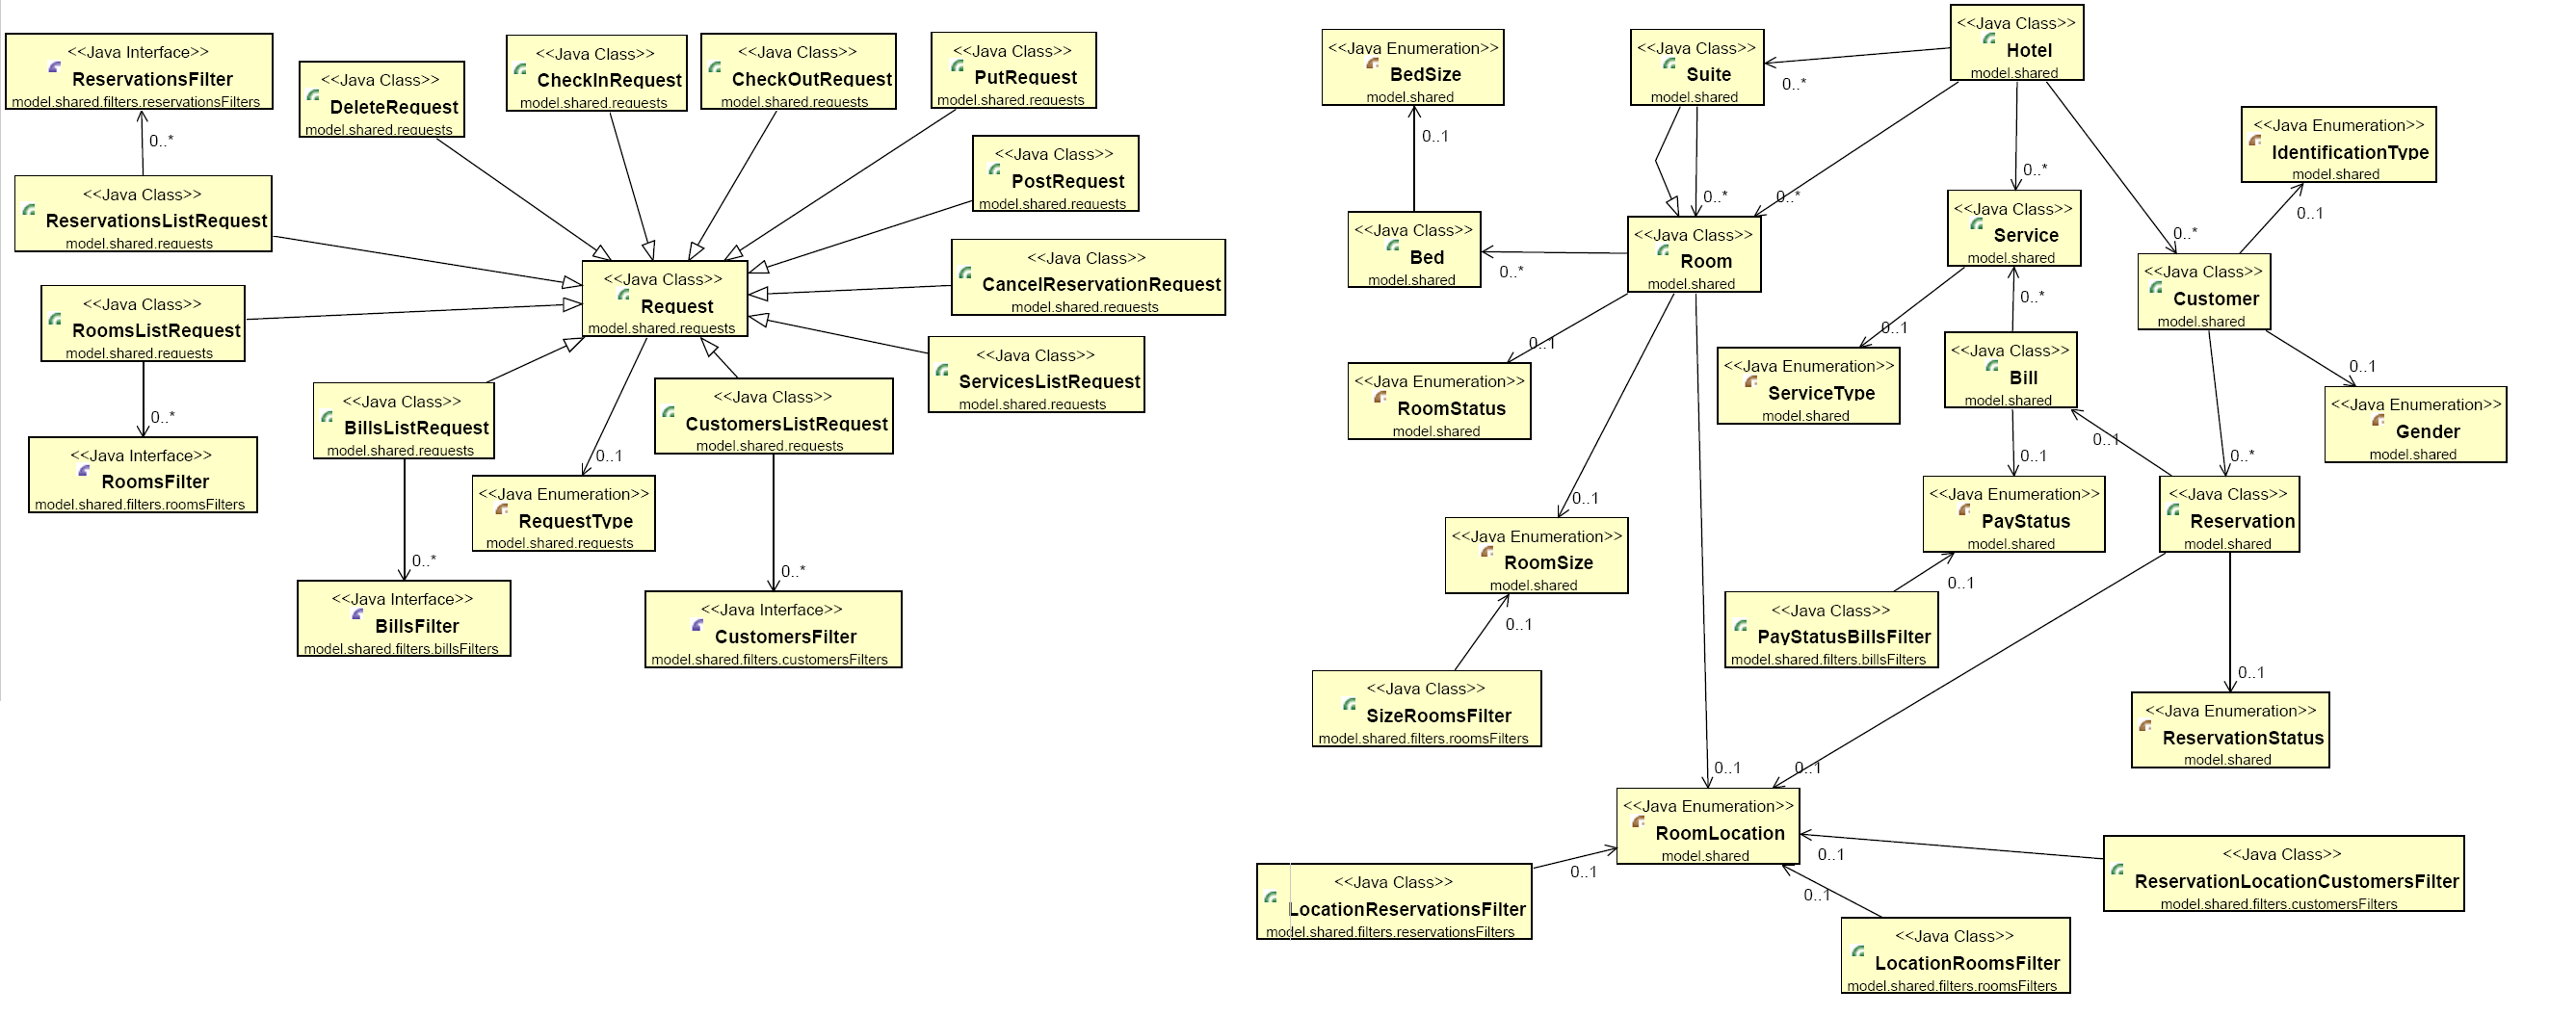 <<Java Interface>>
ReservationsFilter
model.shared.filters.reservationsFilters
0..*
<<Java Class>>
ReservationsListRequest
model.shared.requests
<<Java Class>>
DeleteRequest
model.shared.requests
<<Java Class>>
CheckInRequest
model.shared.requests
<<Java Class>>
CheckOutRequest
model.shared.requests
<<Java Class>>
PutRequest
model.shared.requests
<<Java Class>>
PostRequest
model.shared.requests
<<Java Class>>
CancelReservationRequest
model.shared.requests
<<Java Class>>
Request
model.shared.requests
<<Java Class>>
RoomsListRequest
model.shared.requests
0..*
<<Java Interface>>
RoomsFilter
model.shared.filters.roomsFilters
<<Java Class>>
BillsListRequest
model.shared.requests
0..*
<<Java Interface>>
BillsFilter
model.shared.filters.billsFilters
0..1
<<Java Enumeration>>
RequestType
model.shared.requests
<<Java Class>>
CustomersListRequest
model.shared.requests
0..*
<<Java Interface>>
CustomersFilter
model.shared.filters.customersFilters
<<Java Class>>
ServicesListRequest
model.shared.requests
<<Java Enumeration>>
BedSize
model.shared
0..1
<<Java Class>>
Bed
model.shared
0..*
<<Java Class>>
Suite
model.shared
0..*
<<Java Class>>
Hotel
model.shared
0..*
0..*
0..*
0..*
<<Java Class>>
Room
model.shared
<<Java Class>>
Service
model.shared
<<Java Enumeration>>
IdentificationType
model.shared
0..1
<<Java Class>>
Customer
model.shared
0..1
<<Java Enumeration>>
RoomStatus
model.shared
0..1
<<Java Enumeration>>
ServiceType
model.shared
0..*
<<Java Class>>
Bill
model.shared
0..1
<<Java Enumeration>>
Gender
model.shared
0..1
0..1
0..*
<<Java Enumeration>>
PayStatus
model.shared
<<Java Class>>
Reservation
model.shared
0..1
<<Java Enumeration>>
RoomSize
model.shared
0..1
0..1
<<Java Class>>
PayStatusBillsFilter
model.shared.filters.billsFilters
<<Java Class>>
SizeRoomsFilter
model.shared.filters.roomsFilters
0..1
<<Java Enumeration>>
ReservationStatus
model.shared
0..1
0..1
<<Java Enumeration>>
RoomLocation
model.shared
0..1
0..1
0..1
<<Java Class>>
LocationReservationsFilter
model.shared.filters.reservationsFilters
<<Java Class>>
LocationRoomsFilter
model.shared.filters.roomsFilters
<<Java Class>>
ReservationLocationCustomersFilter
model.shared.filters.customersFilters